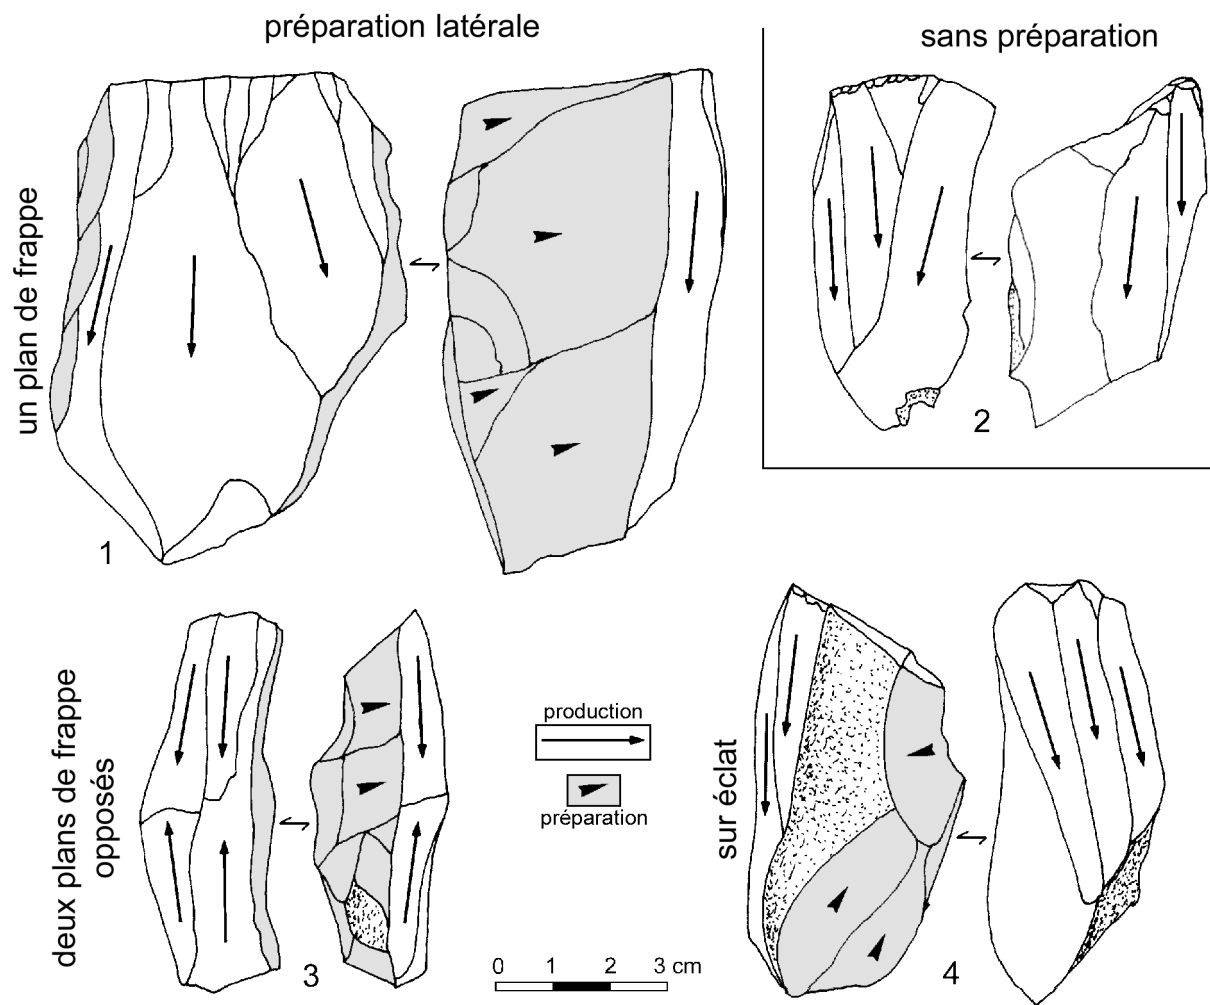 préparation latérale
sans préparation
un plan de frappe
1
2
deux plans de frappe
opposés
3
production
préparation
0 1 2 3 cm
sur éclat
4